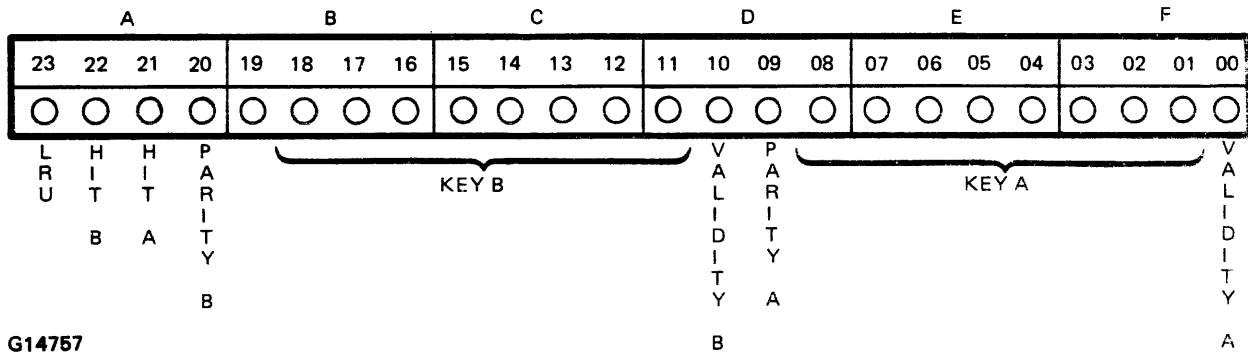 A B C D E F
23 22 21 20 19 18 17 16 15 14 13 12 11 10 09 08 07 06 05 04 03 02 01 00
LRU
HIT B
HIT A
PARITY B
KEY B
VALIDITY B
PARITY A
KEY A
VALIDITY A
G14757